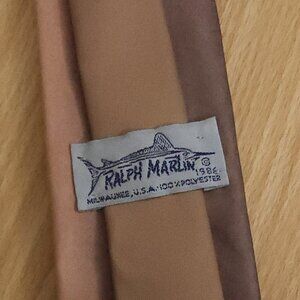 RALPH MARLIN © 1986
MILWAUKEE, U.S.A. 100% POLYESTER